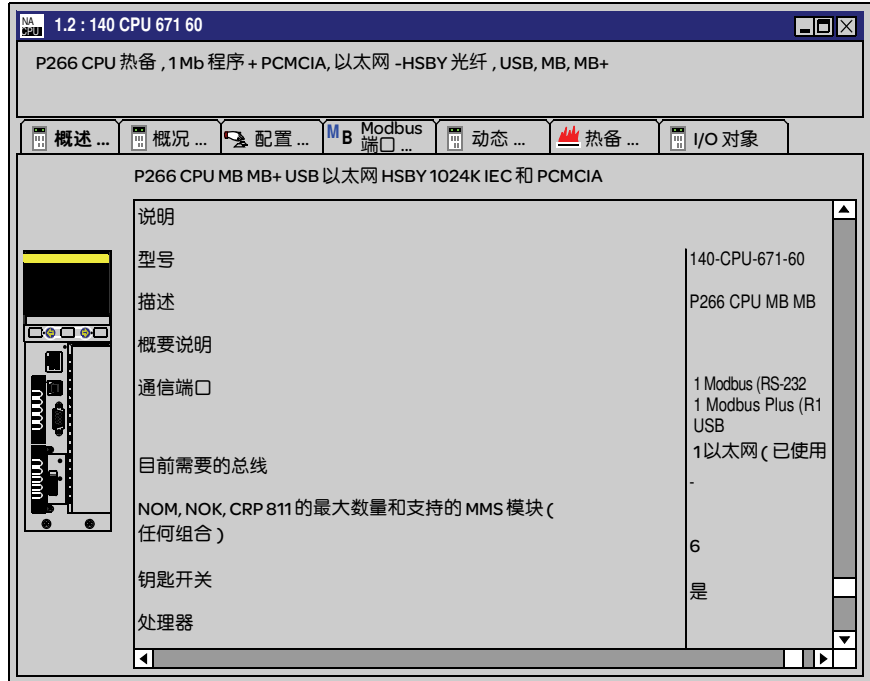 NA CPU 1.2 : 140 CPU 671 60
P266 CPU 热备 , 1 Mb 程序 + PCMCIA, 以太网 -HSBY 光纤 , USB, MB, MB+
概述 ... 概况 ... 配置 ... MB Modbus 端口 ... 动态 ... 热备 ... I/O 对象
P266 CPU MB MB+ USB 以太网 HSBY 1024K IEC 和 PCMCIA
说明
型号 140-CPU-671-60
描述 P266 CPU MB MB
概要说明
通信端口 1 Modbus (RS-232
1 Modbus Plus (R1
USB
1以太网 ( 已使用
目前需要的总线 -
NOM, NOK, CRP 811 的最大数量和支持的 MMS 模块 (
任何组合 ) 6
钥匙开关 是
处理器